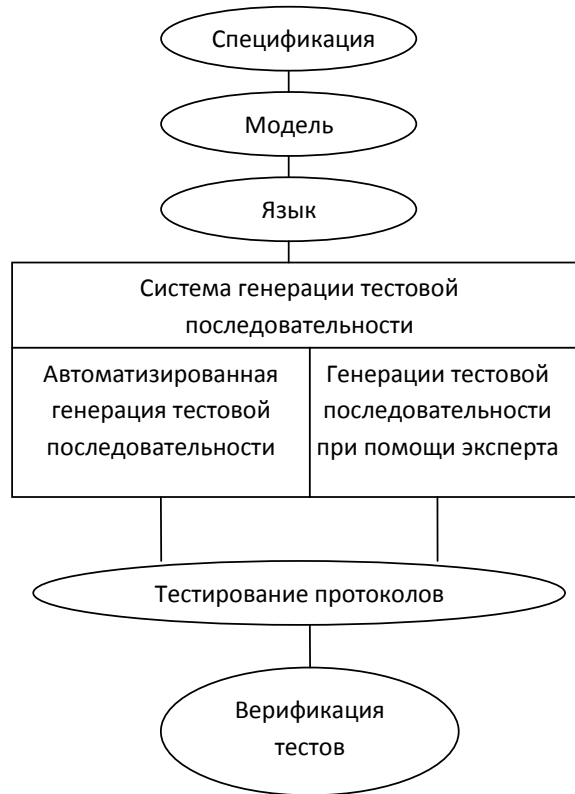 Спецификация
Модель
Язык
Система генерации тестовой
последовательности
Автоматизированная
генерация тестовой
последовательности
Генерации тестовой
последовательности
при помощи эксперта
Тестирование протоколов
Верификация
тестов